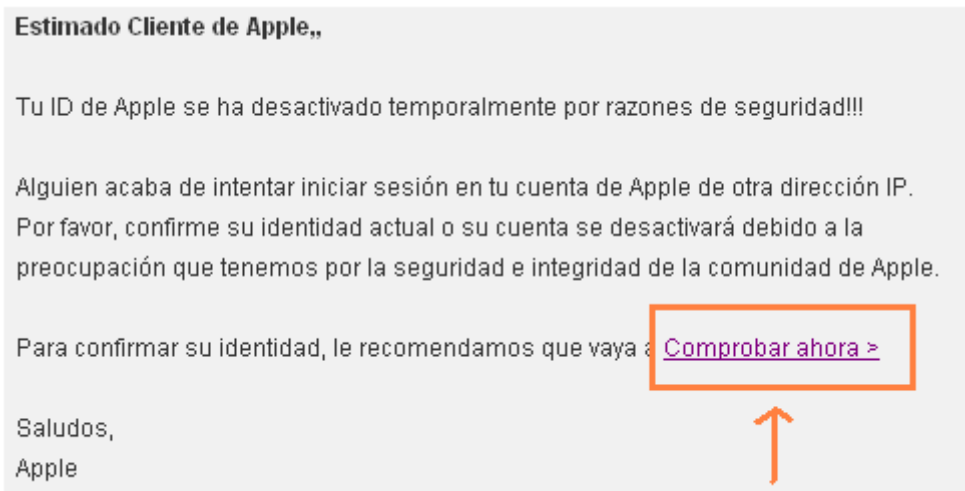 Estimado Cliente de Apple,,
Tu ID de Apple se ha desactivado temporalmente por razones de seguridad!!!
Alguien acaba de intentar iniciar sesión en tu cuenta de Apple de otra dirección IP.
Por favor, confirme su identidad actual o su cuenta se desactivará debido a la
preocupación que tenemos por la seguridad e integridad de la comunidad de Apple.
Para confirmar su identidad, le recomendamos que vaya a Comprobar ahora >
Saludos,
Apple